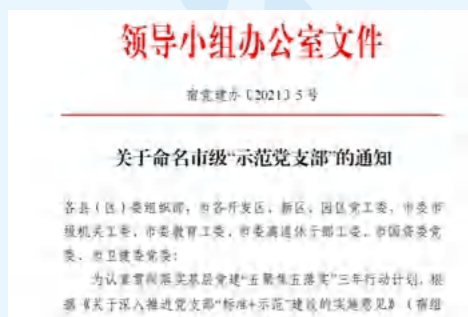 领导小组办公室文件
宿党建办〔2021〕5号
关于命名市级“示范党支部”的通知
各县（区）委组织部，市各开发区、新区、园区党工委，市委市
级机关工委、市委教育工委、市委离退休干部工委、市国资委党
委、市卫健委党委：
为认真贯彻落实基层党建“五聚焦五落实”三年行动计划，根
据《关于深入推进党支部“标准+示范”建设的实施意见》（宿组